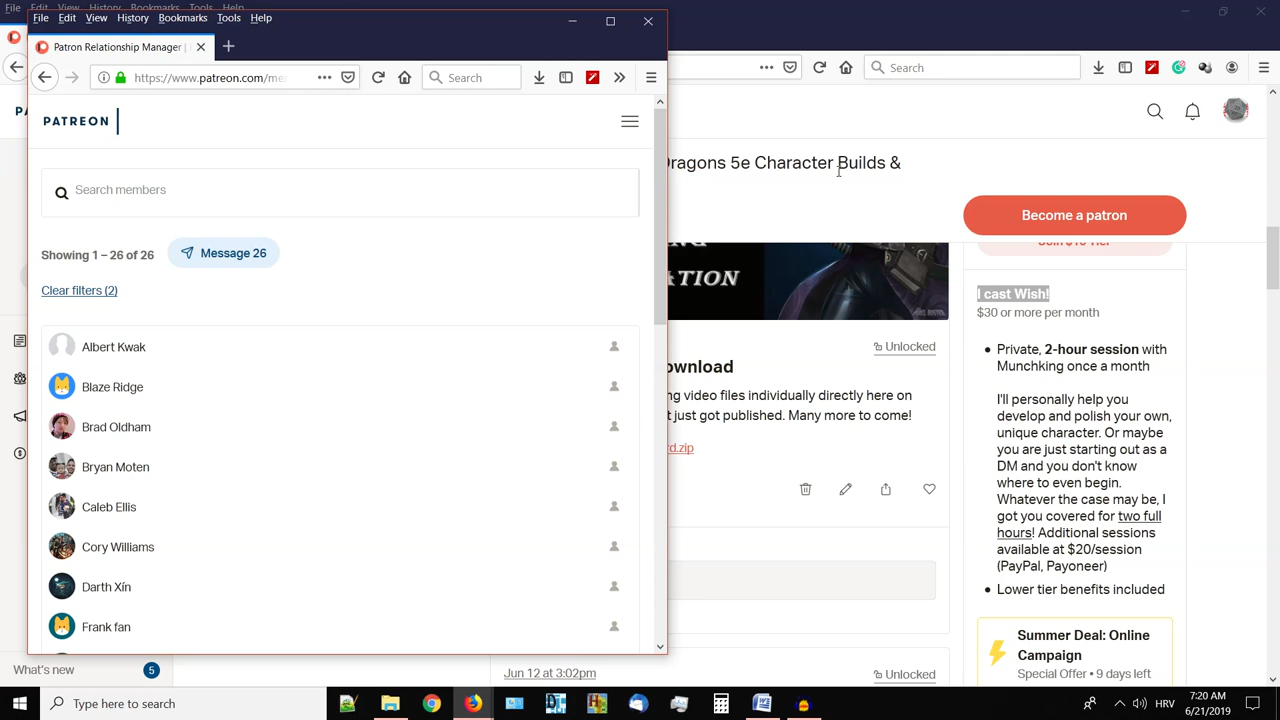 File Edit View History Bookmarks Tools Help
Patron Relationship Manager |
https://www.patreon.com/me
Search
Search
PATREON
Dragons 5e Character Builds &
Become a patron
Search members
Showing 1 – 26 of 26
Message 26
Clear filters (2)
Albert Kwak
Blaze Ridge
Brad Oldham
Bryan Moten
Caleb Ellis
Cory Williams
Darth Xín
Frank fan
ATION
Unlocked
ownload
ng video files individually directly here on
t just got published. Many more to come!
rd.zip
Jun 12 at 3:02pm
Unlocked
Join $10 Tier
I cast Wish!
$30 or more per month
Private, 2-hour session with
Munchking once a month
I'll personally help you
develop and polish your own,
unique character. Or maybe
you are just starting out as a
DM and you don't know
where to even begin.
Whatever the case may be, I
got you covered for two full
hours! Additional sessions
available at $20/session
(PayPal, Payoneer)
Lower tier benefits included
Summer Deal: Online
Campaign
Special Offer • 9 days left
What's new
5
Type here to search
HRV
7:20 AM
6/21/2019